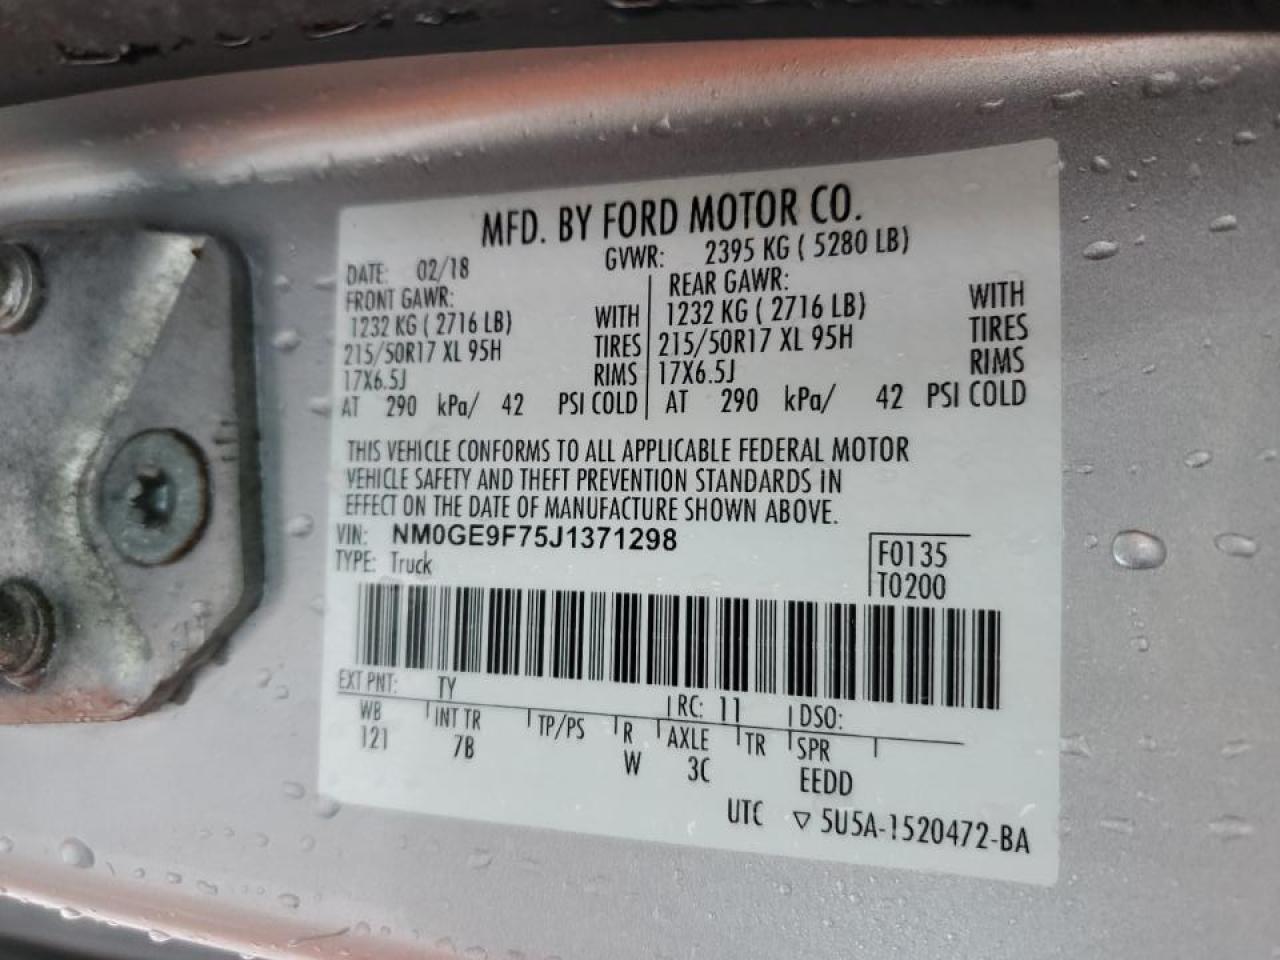 MFD. BY FORD MOTOR CO.
DATE: 02/18 GVWR: 2395 KG ( 5280 LB)
FRONT GAWR: REAR GAWR:
1232 KG ( 2716 LB) WITH 1232 KG ( 2716 LB) WITH
215/50R17 XL 95H TIRES 215/50R17 XL 95H TIRES
17X6.5J RIMS 17X6.5J RIMS
AT 290 kPa/ 42 PSI COLD AT 290 kPa/ 42 PSI COLD
THIS VEHICLE CONFORMS TO ALL APPLICABLE FEDERAL MOTOR
VEHICLE SAFETY AND THEFT PREVENTION STANDARDS IN
EFFECT ON THE DATE OF MANUFACTURE SHOWN ABOVE.
VIN: NM0GE9F75J1371298 F0135
TYPE: Truck T0200
EXT PNT: TY RC: 11 DSO:
WB INT TR TP/PS R AXLE TR SPR
121 7B W 3C EEDD
UTC ▽ 5U5A-1520472-BA